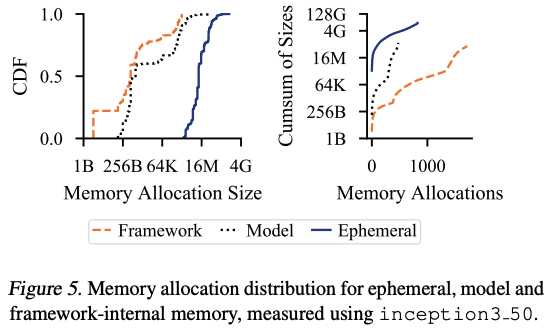 CDF
1.0
0.5
0.0
1B 256B 64K 16M 4G
Memory Allocation Size
Cumsum of Sizes
128G
4G
16M
64K
256B
1B
0 1000
Memory Allocations
Framework Model Ephemeral
Figure 5. Memory allocation distribution for ephemeral, model and
framework-internal memory, measured using inception3_50.